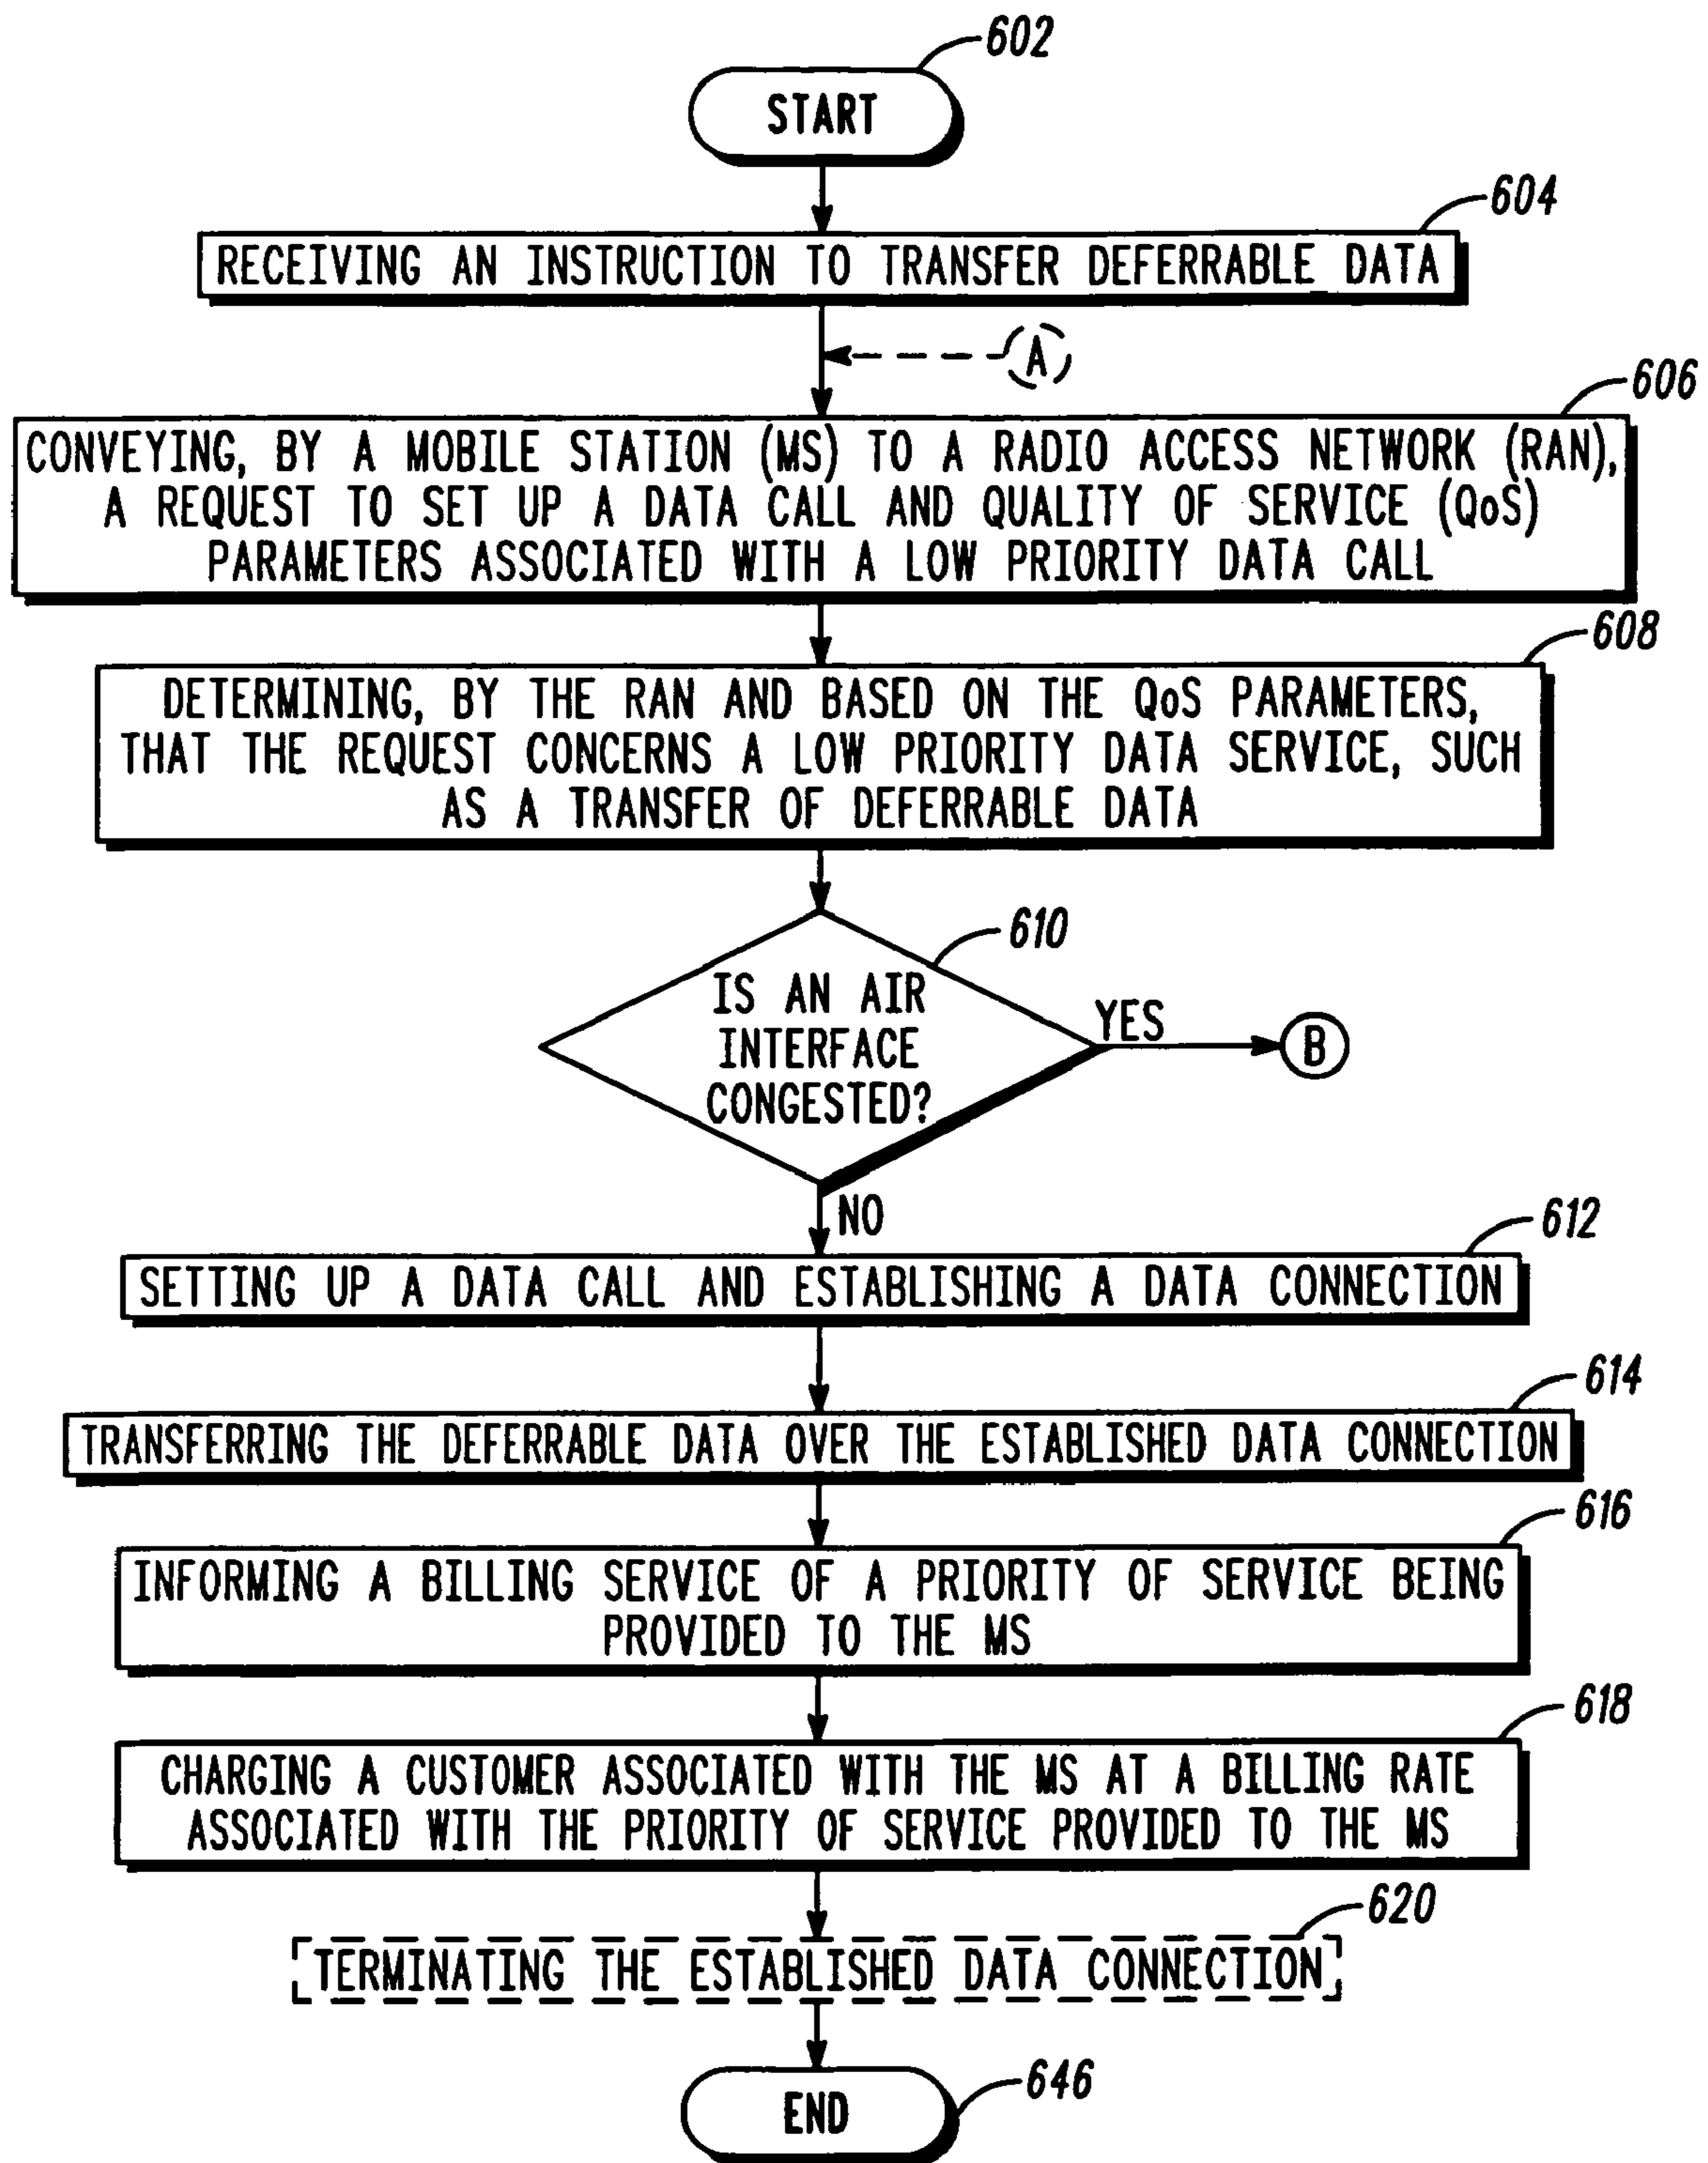 602
START
604
RECEIVING AN INSTRUCTION TO TRANSFER DEFERRABLE DATA
A
606
CONVEYING, BY A MOBILE STATION (MS) TO A RADIO ACCESS NETWORK (RAN),
A REQUEST TO SET UP A DATA CALL AND QUALITY OF SERVICE (QoS)
PARAMETERS ASSOCIATED WITH A LOW PRIORITY DATA CALL
608
DETERMINING, BY THE RAN AND BASED ON THE QoS PARAMETERS,
THAT THE REQUEST CONCERNS A LOW PRIORITY DATA SERVICE, SUCH
AS A TRANSFER OF DEFERRABLE DATA
610
IS AN AIR
INTERFACE
CONGESTED?
YES
B
NO
612
SETTING UP A DATA CALL AND ESTABLISHING A DATA CONNECTION
614
TRANSFERRING THE DEFERRABLE DATA OVER THE ESTABLISHED DATA CONNECTION
616
INFORMING A BILLING SERVICE OF A PRIORITY OF SERVICE BEING
PROVIDED TO THE MS
618
CHARGING A CUSTOMER ASSOCIATED WITH THE MS AT A BILLING RATE
ASSOCIATED WITH THE PRIORITY OF SERVICE PROVIDED TO THE MS
620
TERMINATING THE ESTABLISHED DATA CONNECTION
END
646